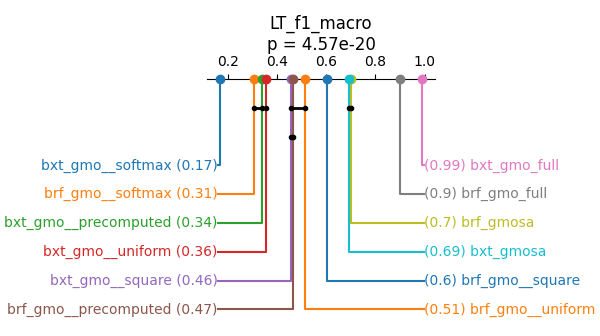 LT_f1_macro
p = 4.57e-20
0.2 0.4 0.6 0.8 1.0
bxt_gmo__softmax (0.17) (0.99) bxt_gmo_full
brf_gmo__softmax (0.31) (0.9) brf_gmo_full
bxt_gmo__precomputed (0.34) (0.7) brf_gmosa
bxt_gmo__uniform (0.36) (0.69) bxt_gmosa
bxt_gmo__square (0.46) (0.6) brf_gmo__square
brf_gmo__precomputed (0.47) (0.51) brf_gmo__uniform